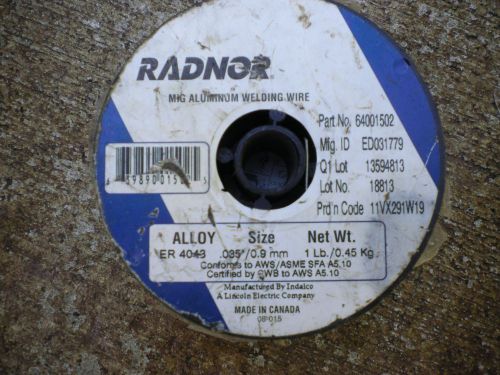 RADNOR
MIG ALUMINUM WELDING WIRE
Part No. 64001502
Mfg. ID ED031779
Q1 Lot 13594813
Lot No. 18813
Prd'n Code 11VX291W19
ALLOY Size Net Wt.
ER 4043 .035"/0.9 mm 1 Lb./0.45 Kg.
Conforms to AWS/ASME SFA A5.10
Certified by CWB to AWS A5.10
Manufactured By Indalco
A Lincoln Electric Company
MADE IN CANADA